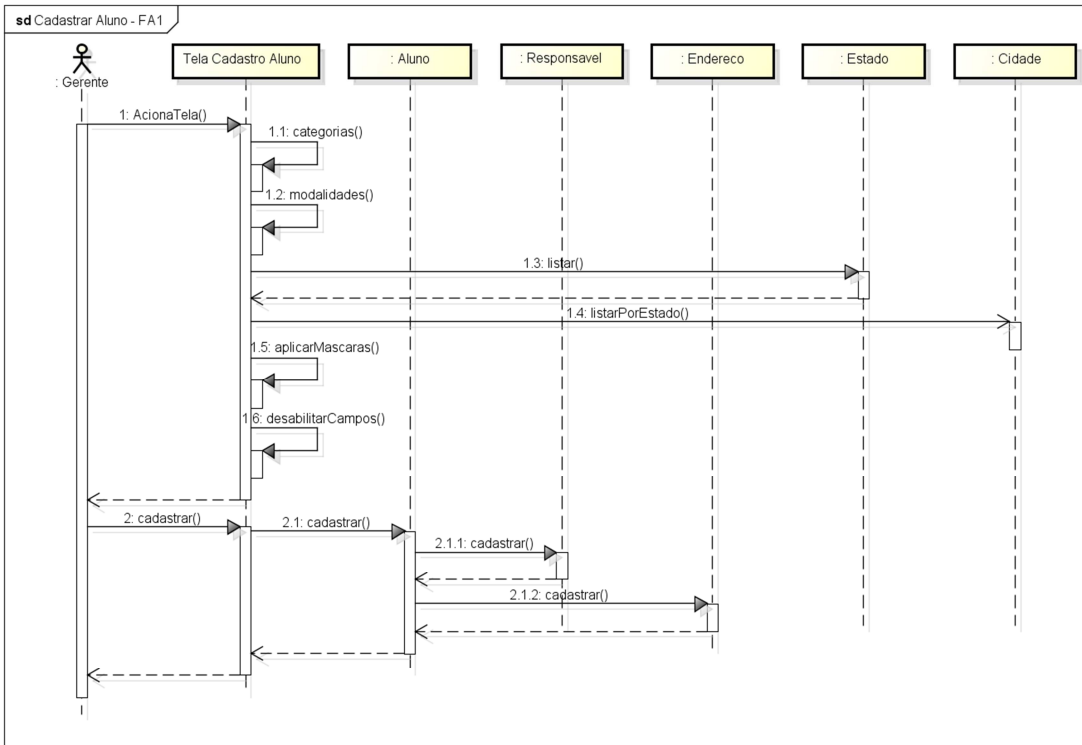 sd Cadastrar Aluno - FA1
: Gerente
Tela Cadastro Aluno
: Aluno
: Responsavel
: Endereco
: Estado
: Cidade
1: AcionaTela()
1.1: categorias()
1.2: modalidades()
1.3: listar()
1.4: listarPorEstado()
1.5: aplicarMascaras()
1.6: desabilitarCampos()
2: cadastrar()
2.1: cadastrar()
2.1.1: cadastrar()
2.1.2: cadastrar()